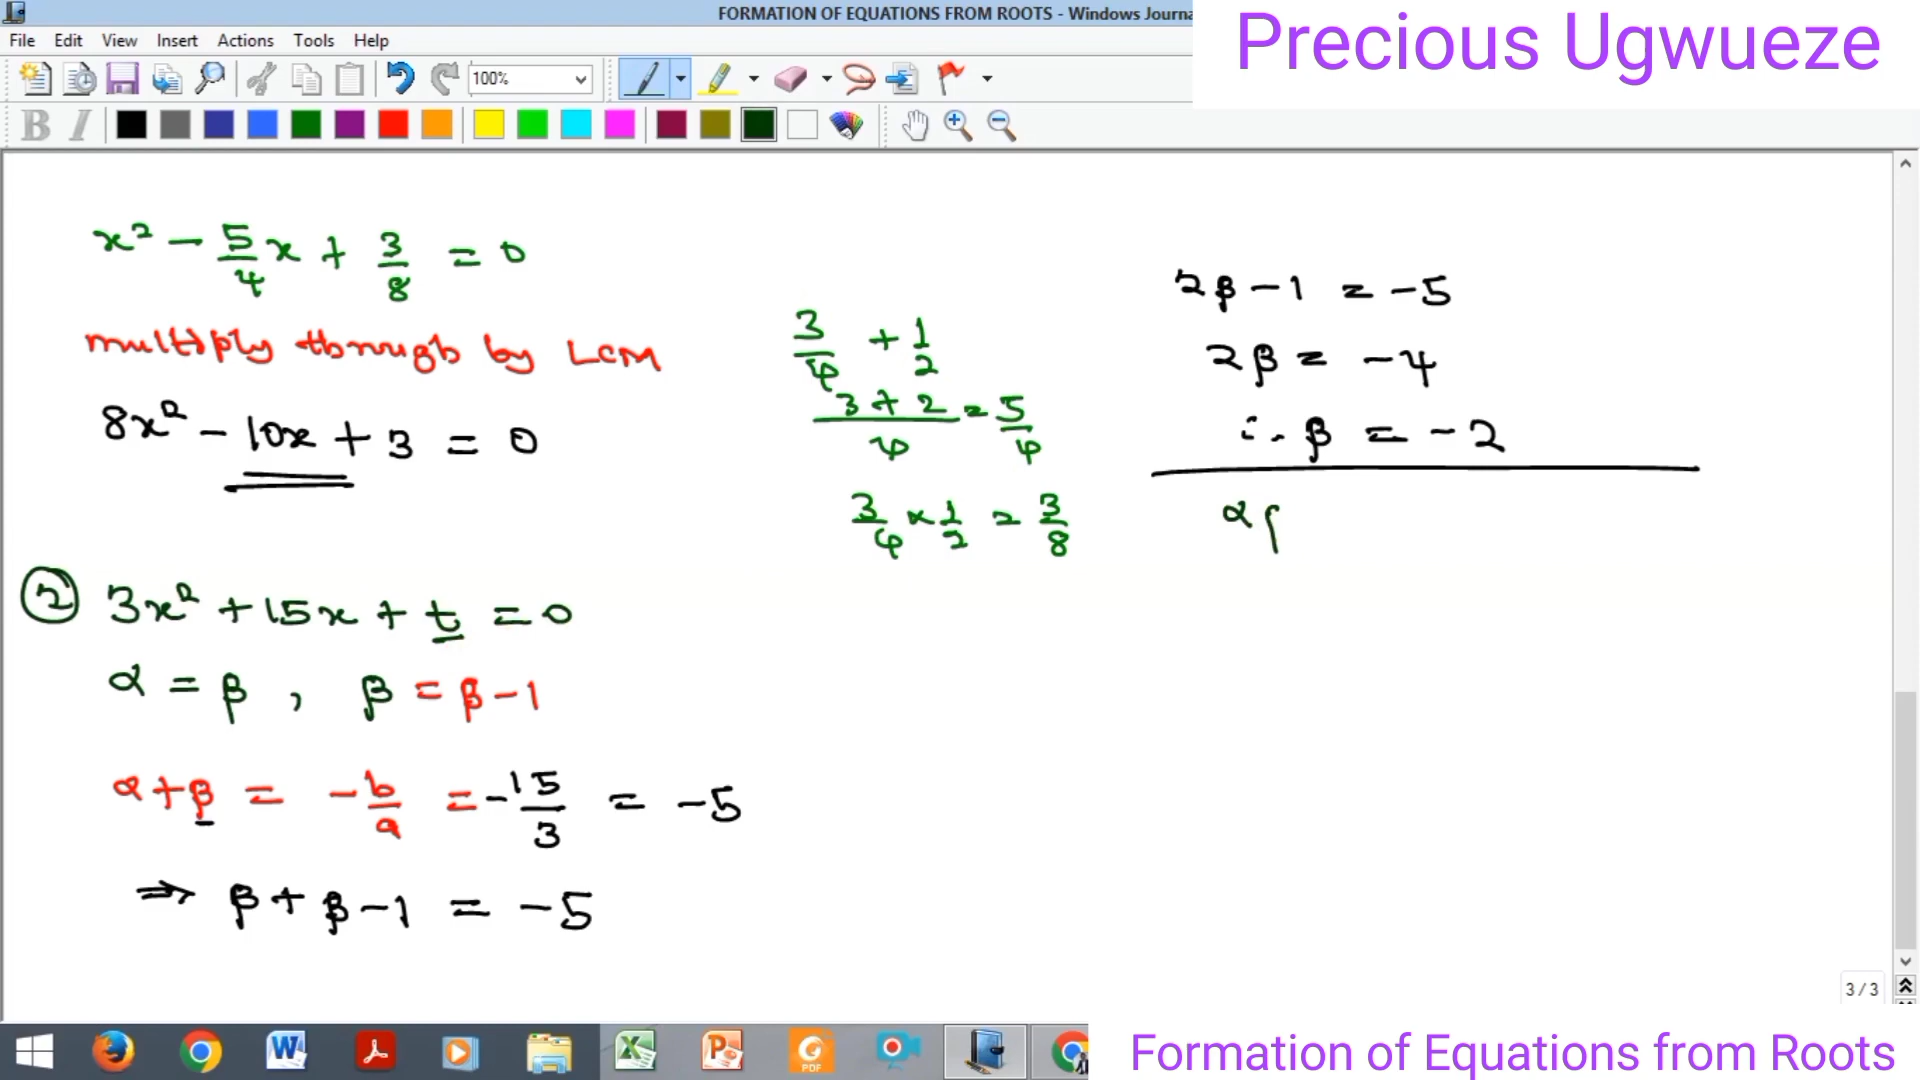 FORMATION OF EQUATIONS FROM ROOTS - Windows Journa
Precious Ugwueze
File Edit View Insert Actions Tools Help
100%
B I
x² - 5/4 x + 3/8 = 0
multiply through by LCM
8x² - 10x + 3 = 0
3/4 + 1/2
3 + 2 / 4 = 5/4
3/4 × 1/2 = 3/8
2β - 1 = -5
2β = -4
∴ β = -2
αβ
② 3x² + 15x + t = 0
α = β , β = β - 1
α + β = -b/a = -15/3 = -5
⇒ β + β - 1 = -5
3 / 3
PDF
Formation of Equations from Roots